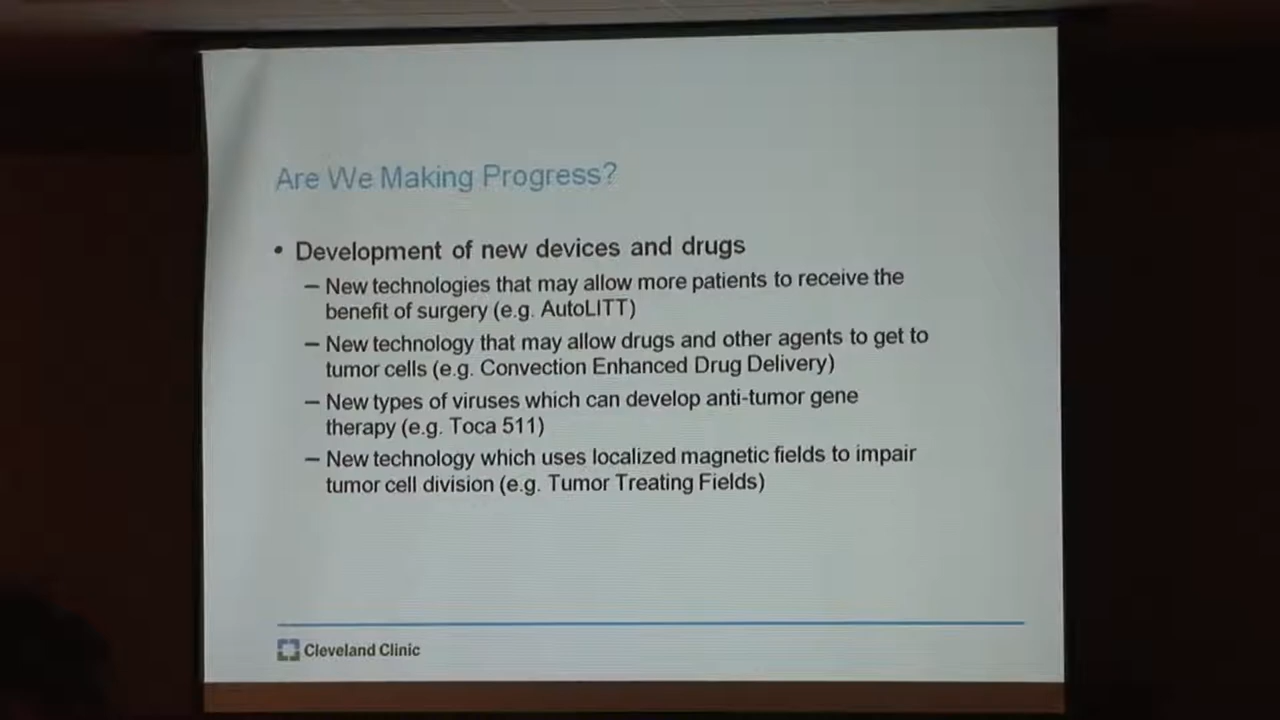 Are We Making Progress?
• Development of new devices and drugs
– New technologies that may allow more patients to receive the
benefit of surgery (e.g. AutoLITT)
– New technology that may allow drugs and other agents to get to
tumor cells (e.g. Convection Enhanced Drug Delivery)
– New types of viruses which can develop anti-tumor gene
therapy (e.g. Toca 511)
– New technology which uses localized magnetic fields to impair
tumor cell division (e.g. Tumor Treating Fields)
Cleveland Clinic